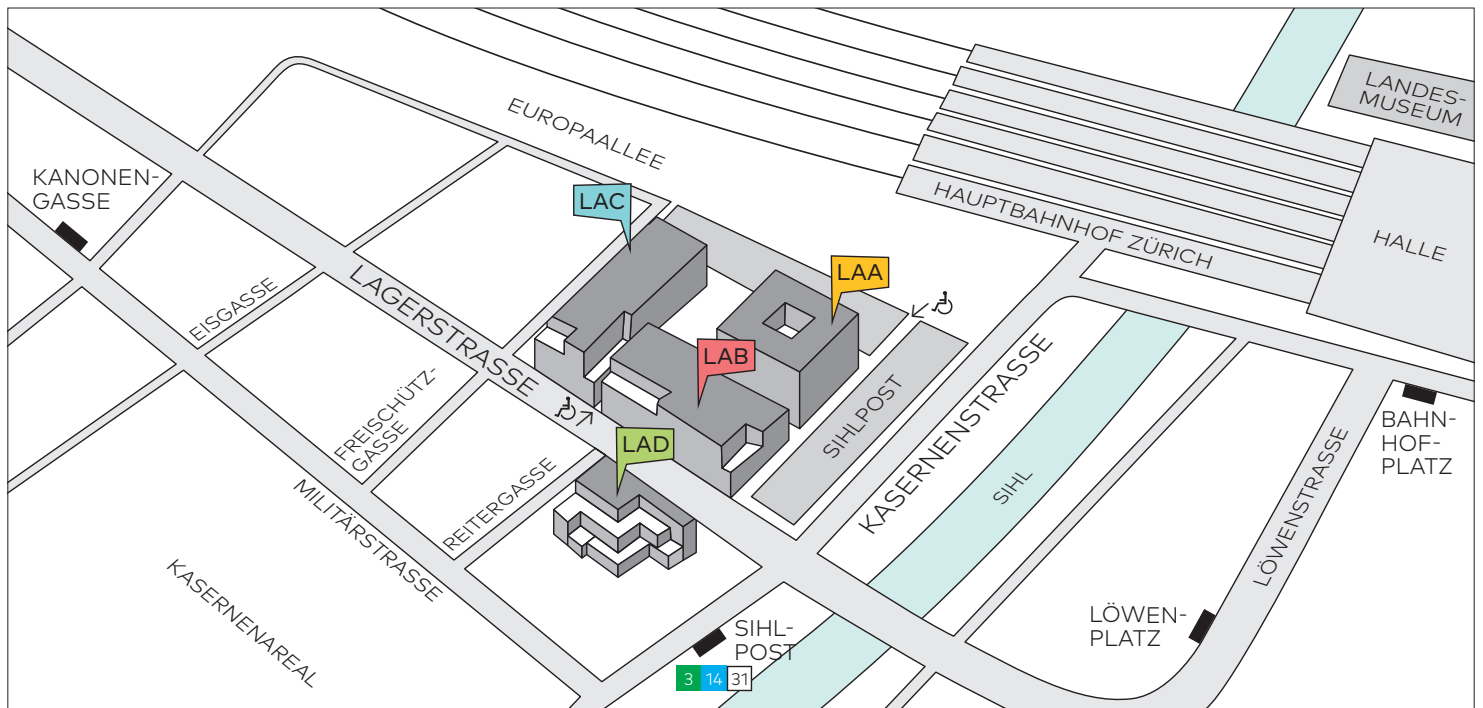 LANDES-
MUSEUM
EUROPAALLEE
KANONEN-
GASSE
LAC
HAUPTBAHNHOF ZÜRICH
HALLE
LAA
LAGERSTRASSE
EISGASSE
LAB
KASERNENSTRASSE
SIHLPOST
FREISCHÜTZ-
GASSE
BAHN-
HOF-
PLATZ
LAD
REITERGASSE
MILITÄRSTRASSE
SIHL
LÖWENSTRASSE
KASERNENAREAL
LÖWEN-
PLATZ
SIHL-
POST
3 14 31